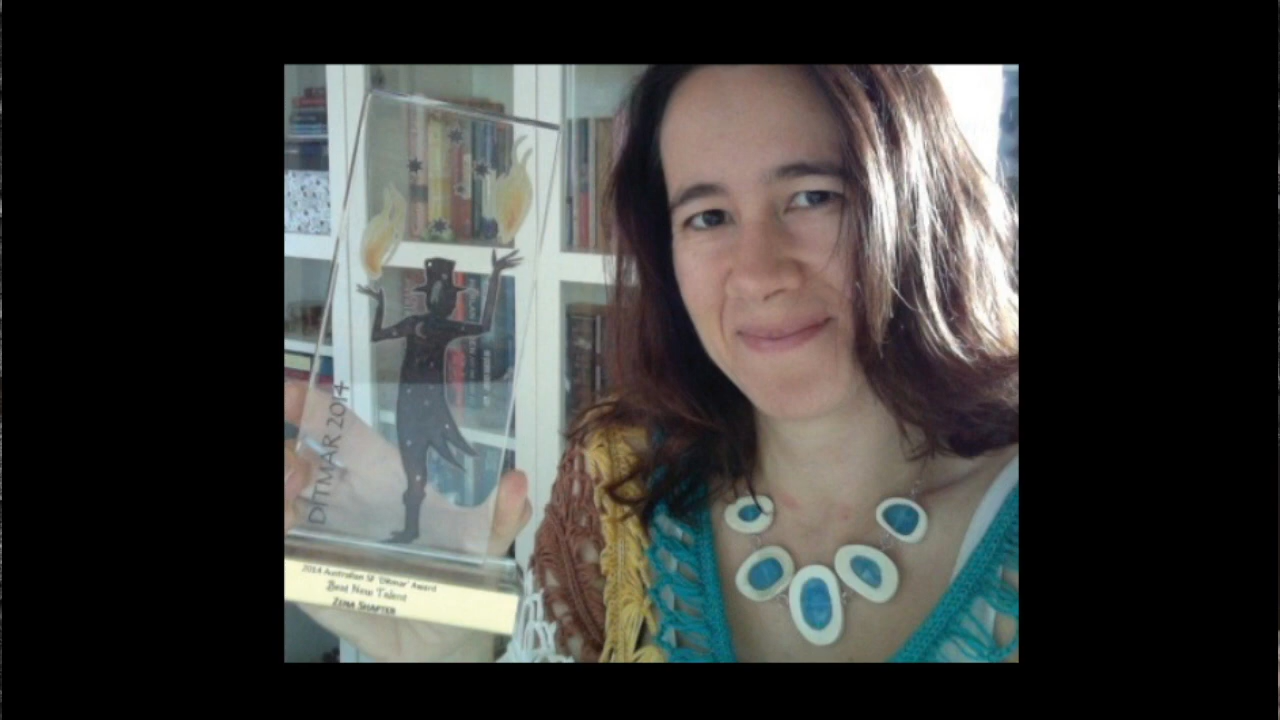 DITMAR 2014
2014 Australian SF 'Ditmar' Award
Best New Talent
ZENA SHAPTER